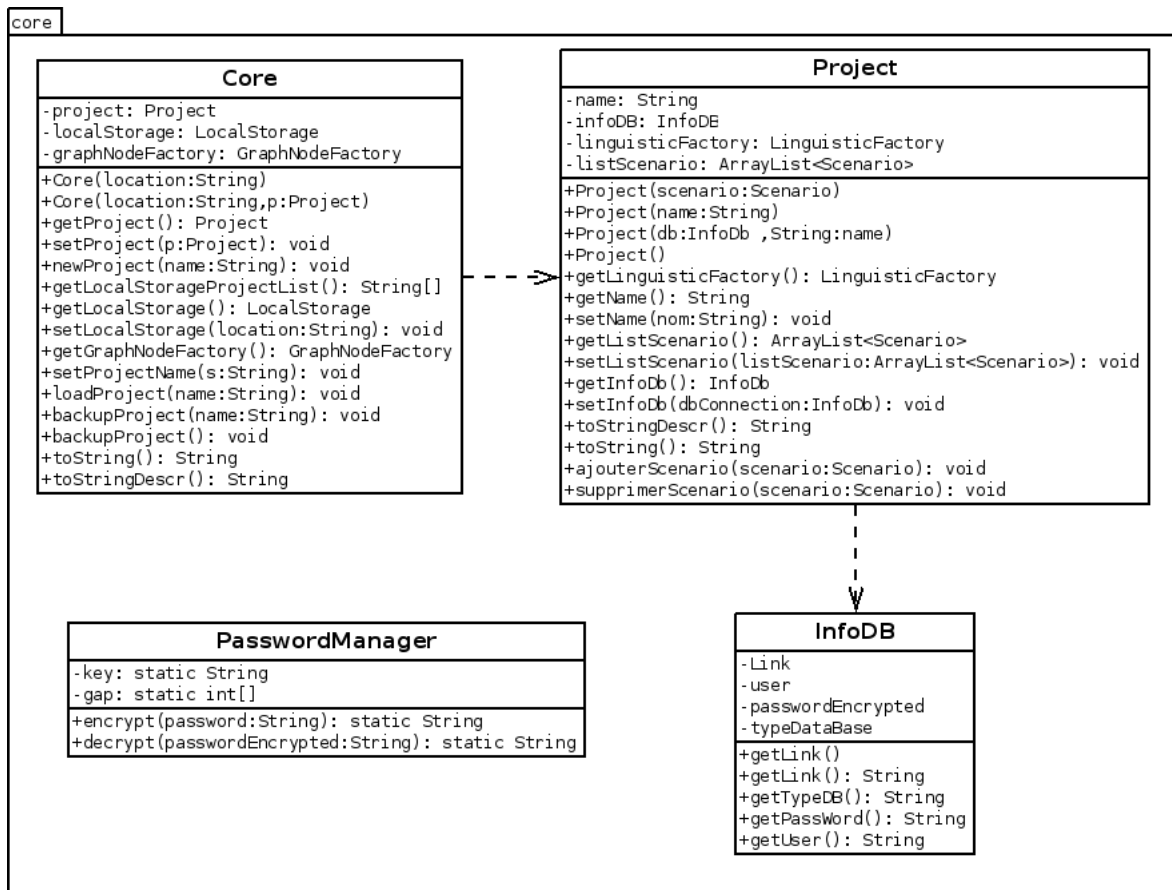 core
Core
-project: Project
-localStorage: LocalStorage
-graphNodeFactory: GraphNodeFactory
+Core(location:String)
+Core(location:String,p:Project)
+getProject(): Project
+setProject(p:Project): void
+newProject(name:String): void
+getLocalStorageProjectList(): String[]
+getLocalStorage(): LocalStorage
+setLocalStorage(location:String): void
+getGraphNodeFactory(): GraphNodeFactory
+setProjectName(s:String): void
+loadProject(name:String): void
+backupProject(name:String): void
+backupProject(): void
+toString(): String
+toStringDescr(): String
Project
-name: String
-infoDB: InfoDB
-linguisticFactory: LinguisticFactory
-listScenario: ArrayList<Scenario>
+Project(scenario:Scenario)
+Project(name:String)
+Project(db:InfoDb ,String:name)
+Project()
+getLinguisticFactory(): LinguisticFactory
+getName(): String
+setName(nom:String): void
+getListScenario(): ArrayList<Scenario>
+setListScenario(listScenario:ArrayList<Scenario>): void
+getInfoDb(): InfoDb
+setInfoDb(dbConnection:InfoDb): void
+toStringDescr(): String
+toString(): String
+ajouterScenario(scenario:Scenario): void
+supprimerScenario(scenario:Scenario): void
PasswordManager
-key: static String
-gap: static int[]
+encrypt(password:String): static String
+decrypt(passwordEncrypted:String): static String
InfoDB
-Link
-user
-passwordEncrypted
-typeDataBase
+getLink()
+getLink(): String
+getTypeDB(): String
+getPassWord(): String
+getUser(): String